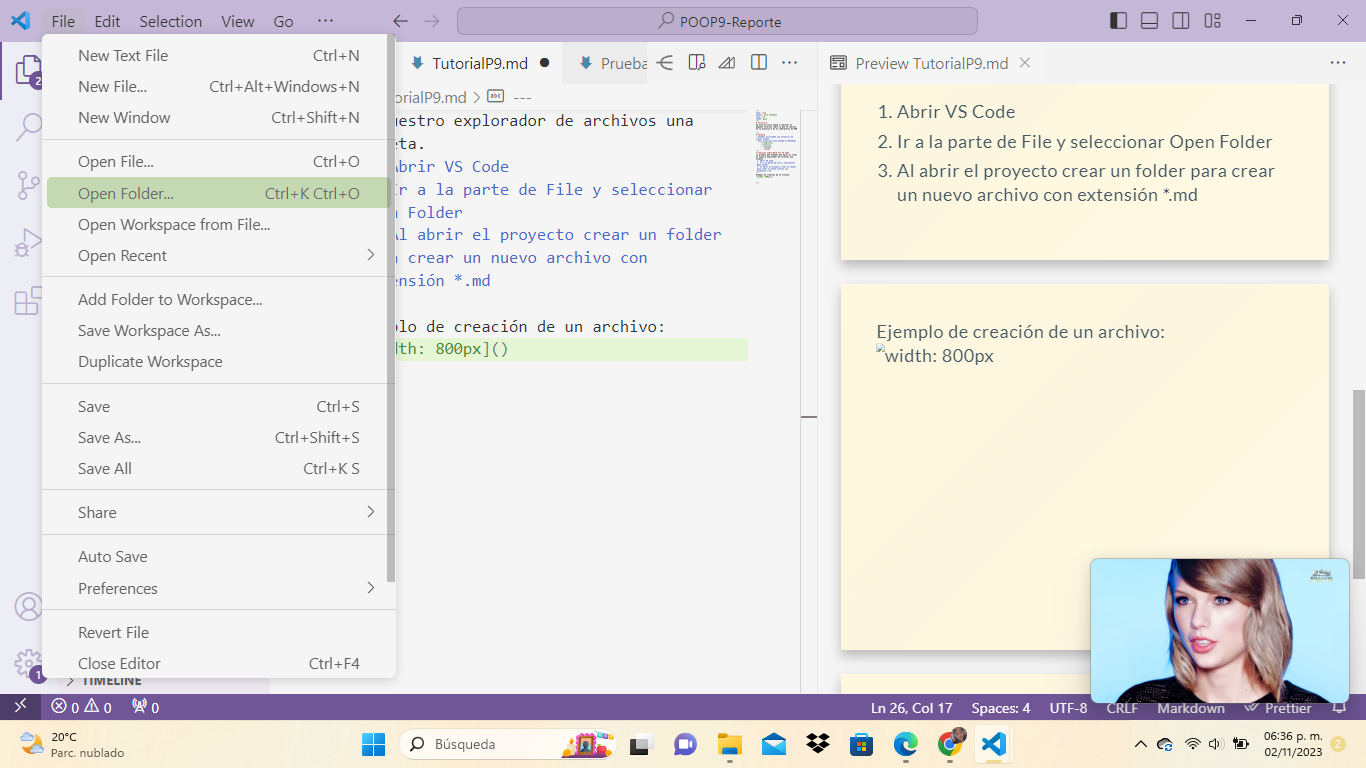 File Edit Selection View Go ···
POOP9-Reporte
New Text File Ctrl+N
New File... Ctrl+Alt+Windows+N
New Window Ctrl+Shift+N
Open File... Ctrl+O
Open Folder... Ctrl+K Ctrl+O
Open Workspace from File...
Open Recent
Add Folder to Workspace...
Save Workspace As...
Duplicate Workspace
Save Ctrl+S
Save As... Ctrl+Shift+S
Save All Ctrl+K S
Share
Auto Save
Preferences
Revert File
Close Editor Ctrl+F4
TIMELINE
2
1
TutorialP9.md Prueba
orialP9.md > abc ---
uestro explorador de archivos una
eta.
Abrir VS Code
Ir a la parte de File y seleccionar
n Folder
Al abrir el proyecto crear un folder
a crear un nuevo archivo con
ensión *.md
plo de creación de un archivo:
dth: 800px]()
Preview TutorialP9.md
1. Abrir VS Code
2. Ir a la parte de File y seleccionar Open Folder
3. Al abrir el proyecto crear un folder para crear
un nuevo archivo con extensión *.md
Ejemplo de creación de un archivo:
width: 800px
0 0 0
Ln 26, Col 17 Spaces: 4 UTF-8 CRLF Markdown Prettier
20°C
Parc. nublado
Búsqueda
06:36 p. m.
02/11/2023
2